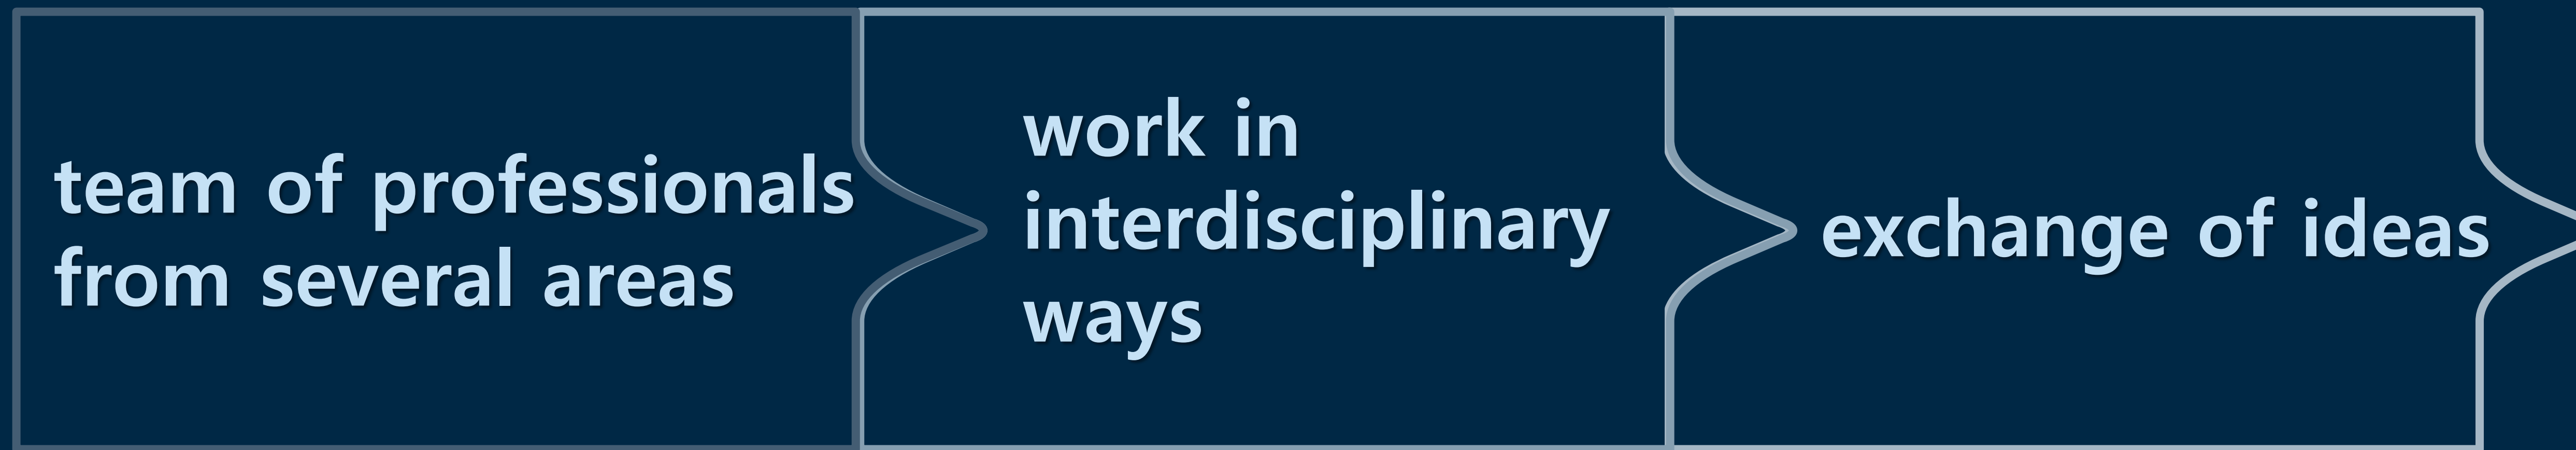 team of professionals
from several areas
work in
interdisciplinary
ways
exchange of ideas